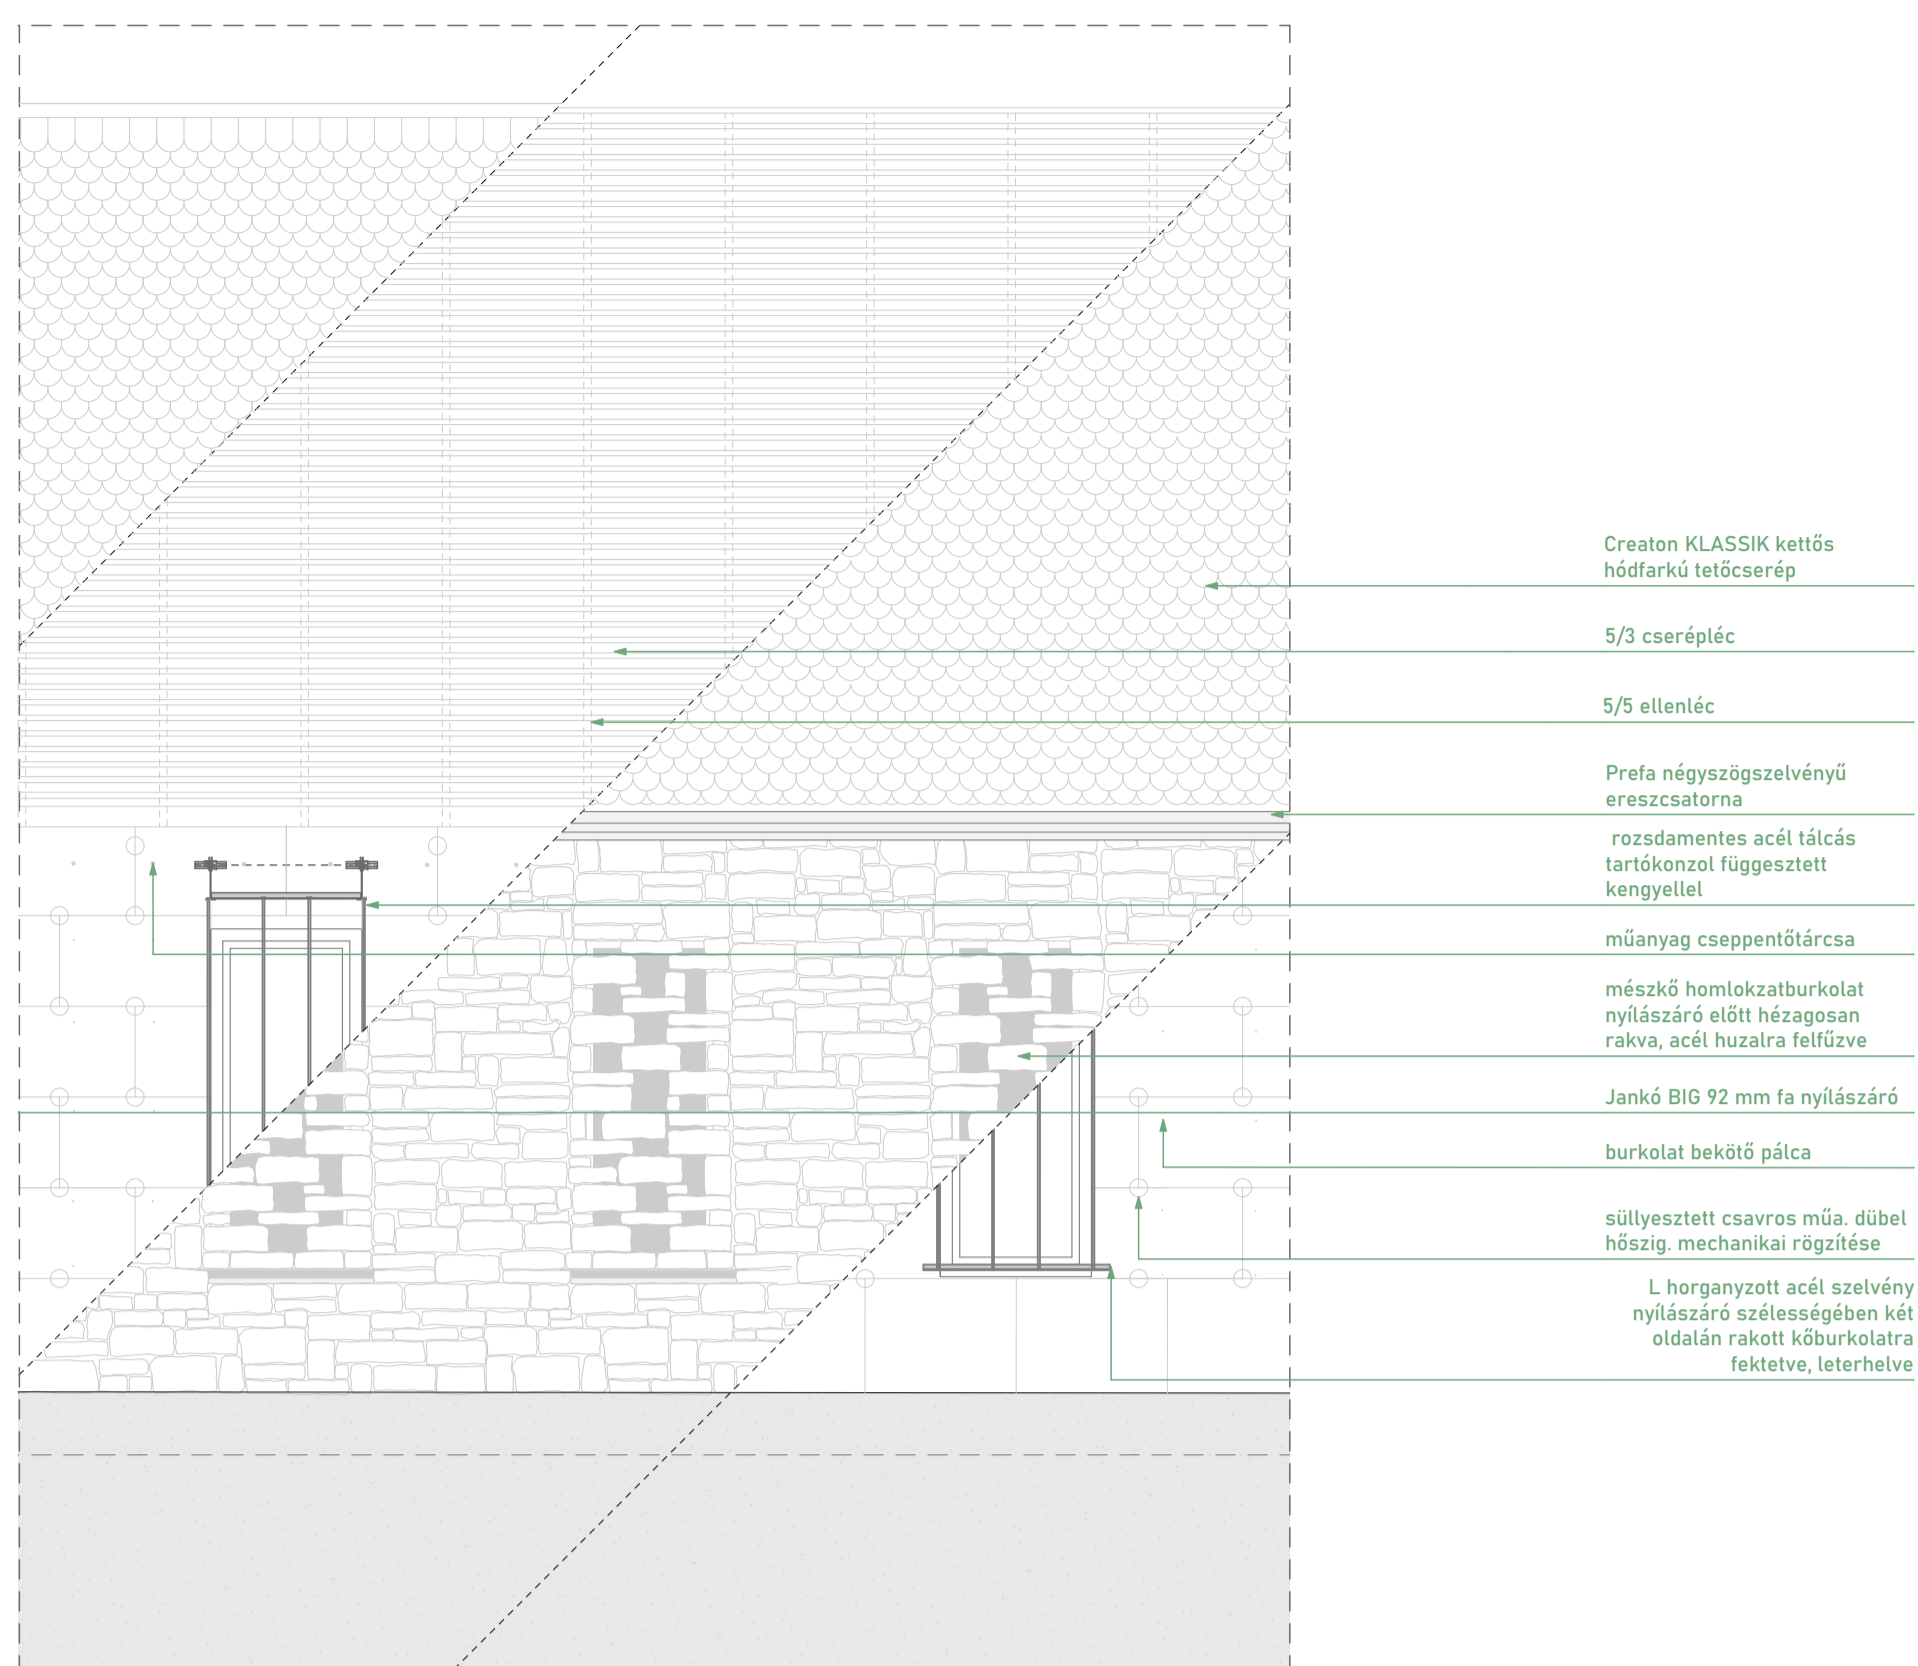 Creaton KLASSIK kettős
hódfarkú tetőcserép
5/3 cserépléc
5/5 ellenléc
Prefa négyszögszelvényű
ereszcsatorna
rozsdamentes acél tálcás
tartókonzol függesztett
kengyellel
műanyag cseppentőtárcsa
mészkő homlokzatburkolat
nyílászáró előtt hézagosan
rakva, acél huzalra felfűzve
Jankó BIG 92 mm fa nyílászáró
burkolat bekötő pálca
süllyesztett csavros műa. dübel
hőszig. mechanikai rögzítése
L horganyzott acél szelvény
nyílászáró szélességében két
oldalán rakott kőburkolatra
fektetve, leterhelve